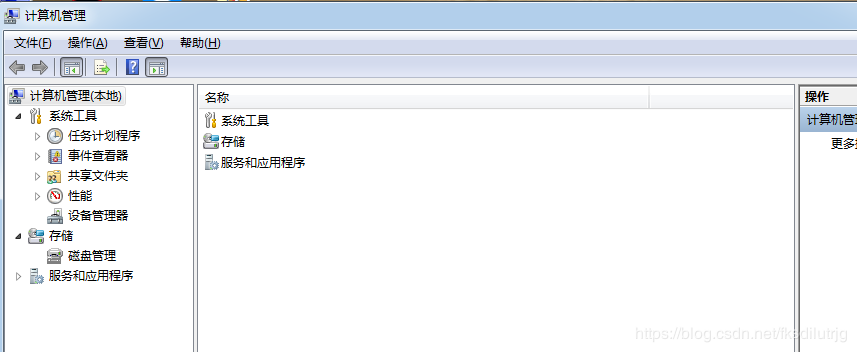 计算机管理
文件(F) 操作(A) 查看(V) 帮助(H)
计算机管理(本地)
系统工具
任务计划程序
事件查看器
共享文件夹
性能
设备管理器
存储
磁盘管理
服务和应用程序
名称
系统工具
存储
服务和应用程序
操作
计算机管理
更多
https://blog.csdn.net/fksdilutrjg